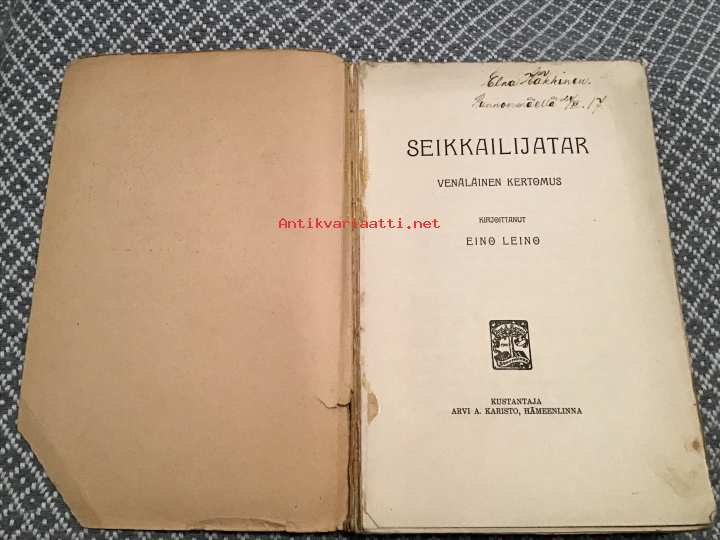 Elna
SEIKKAILIJATAR
VENÄLÄINEN KERTOMUS
Antikvariaatti.net
KIRJOITTANUT
EINO LEINO
KUSTANTAJA
ARVI A. KARISTO, HÄMEENLINNA